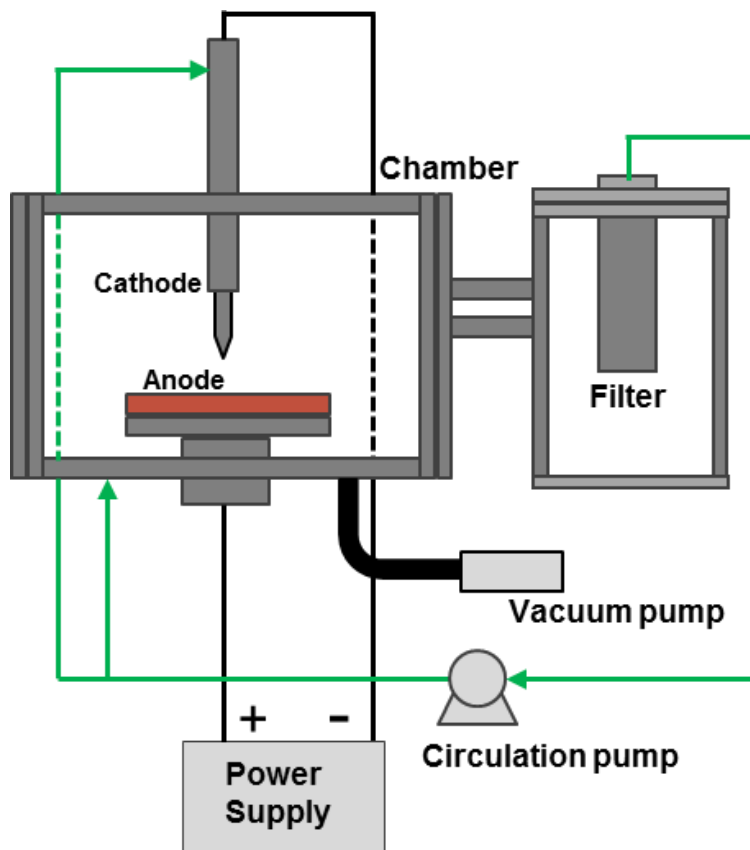 Chamber
Cathode
Anode
Filter
Vacuum pump
+ -
Circulation pump
Power
Supply